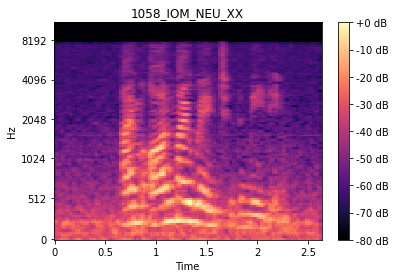 1058_IOM_NEU_XX
+0 dB
8192
-10 dB
4096
-20 dB
-30 dB
2048
Hz
-40 dB
1024
-50 dB
512
-60 dB
-70 dB
0
-80 dB
0 0.5 1 1.5 2 2.5
Time